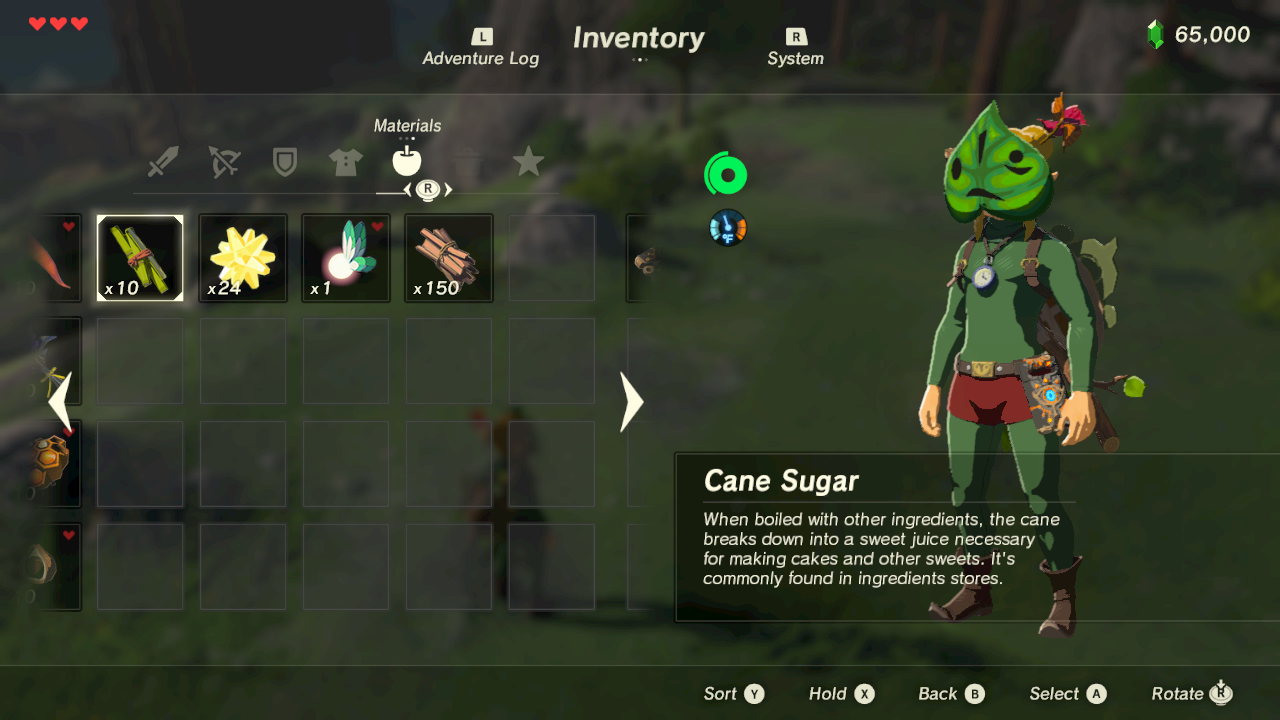 L
Inventory
R
65,000
Adventure Log
System
Materials
R
x10
x24
x1
x150
°F
Cane Sugar
When boiled with other ingredients, the cane
breaks down into a sweet juice necessary
for making cakes and other sweets. It's
commonly found in ingredients stores.
Sort Y
Hold X
Back B
Select A
Rotate R